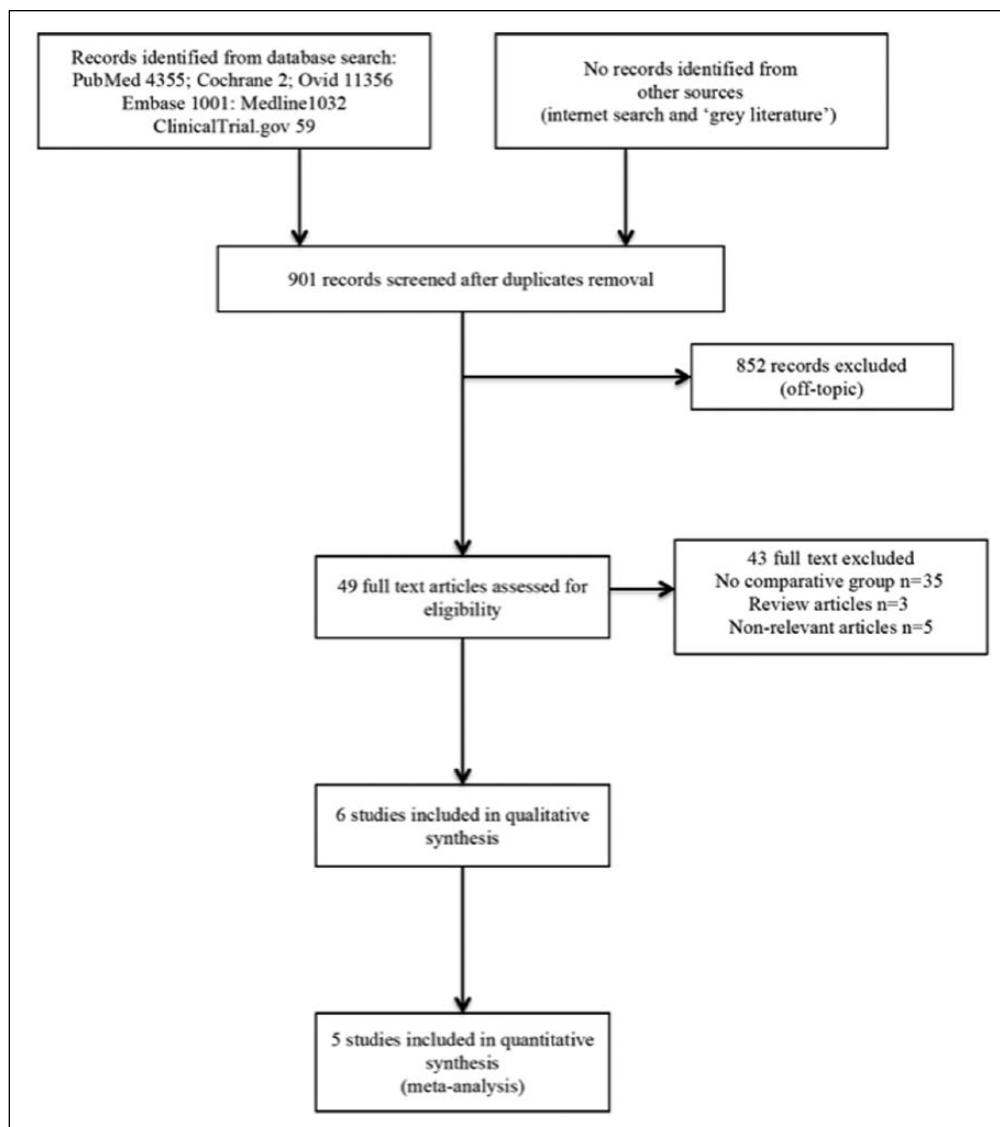 Records identified from database search:
PubMed 4355; Cochrane 2; Ovid 11356
Embase 1001: Medline1032
ClinicalTrial.gov 59
No records identified from
other sources
(internet search and ‘grey literature’)
901 records screened after duplicates removal
852 records excluded
(off-topic)
49 full text articles assessed for
eligibility
43 full text excluded
No comparative group n=35
Review articles n=3
Non-relevant articles n=5
6 studies included in qualitative
synthesis
5 studies included in quantitative
synthesis
(meta-analysis)